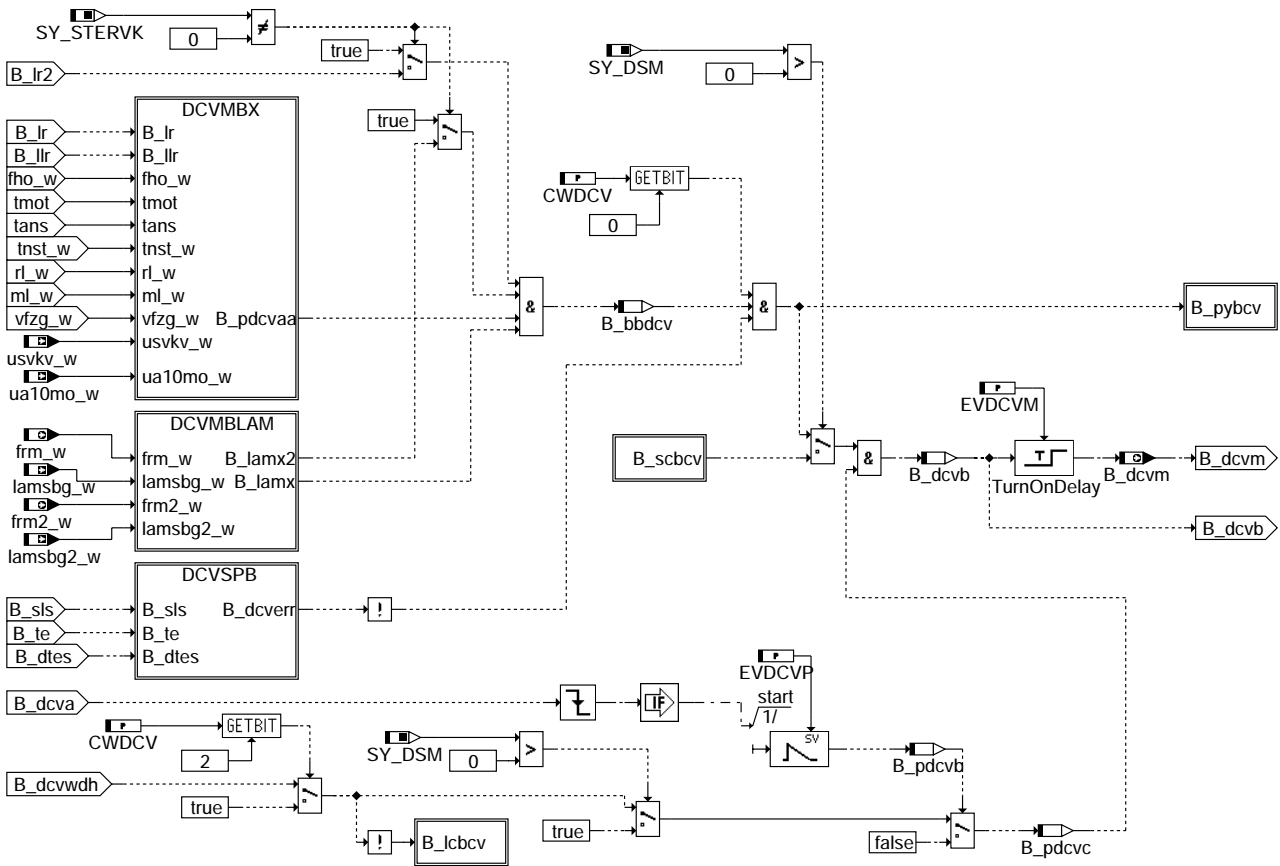 SY_STERVK
0
≠
true
B_lr2
SY_DSM
0
>
DCVMBX
true
B_lr
B_lr
B_llr
B_llr
fho_w
fho_w
tmot
tmot
tans
tans
tnst_w
tnst_w
rl_w
rl_w
ml_w
ml_w
vfzg_w
vfzg_w
B_pdcvaa
usvkv_w
usvkv_w
ua10mo_w
ua10mo_w
CWDCV
P
GETBIT
0
&
B_bbdcv
&
B_pybcv
DCVMBLAM
frm_w
frm_w
B_lamx2
lamsbg_w
lamsbg_w
B_lamx
frm2_w
frm2_w
lamsbg2_w
lamsbg2_w
B_scbcv
&
B_dcvb
P
EVDCVM
T
TurnOnDelay
B_dcvm
B_dcvm
B_dcvb
DCVSPB
B_sls
B_sls
B_dcverr
!
B_te
B_te
B_dtes
B_dtes
B_dcva
IF
P
EVDCVP
start
1/
SV
B_pdcvb
P
CWDCV
GETBIT
2
SY_DSM
0
>
B_dcvwdh
true
!
B_lcbcv
true
false
B_pdcvc